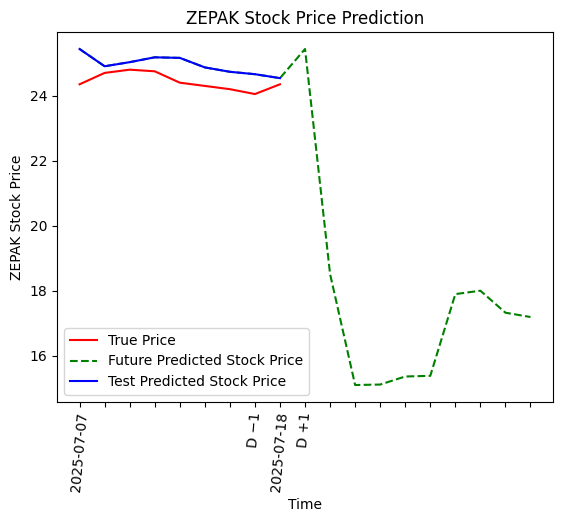 ZEPAK Stock Price Prediction
ZEPAK Stock Price
24
22
20
18
16
True Price
Future Predicted Stock Price
Test Predicted Stock Price
2025-07-07
D −1
2025-07-18
D +1
Time